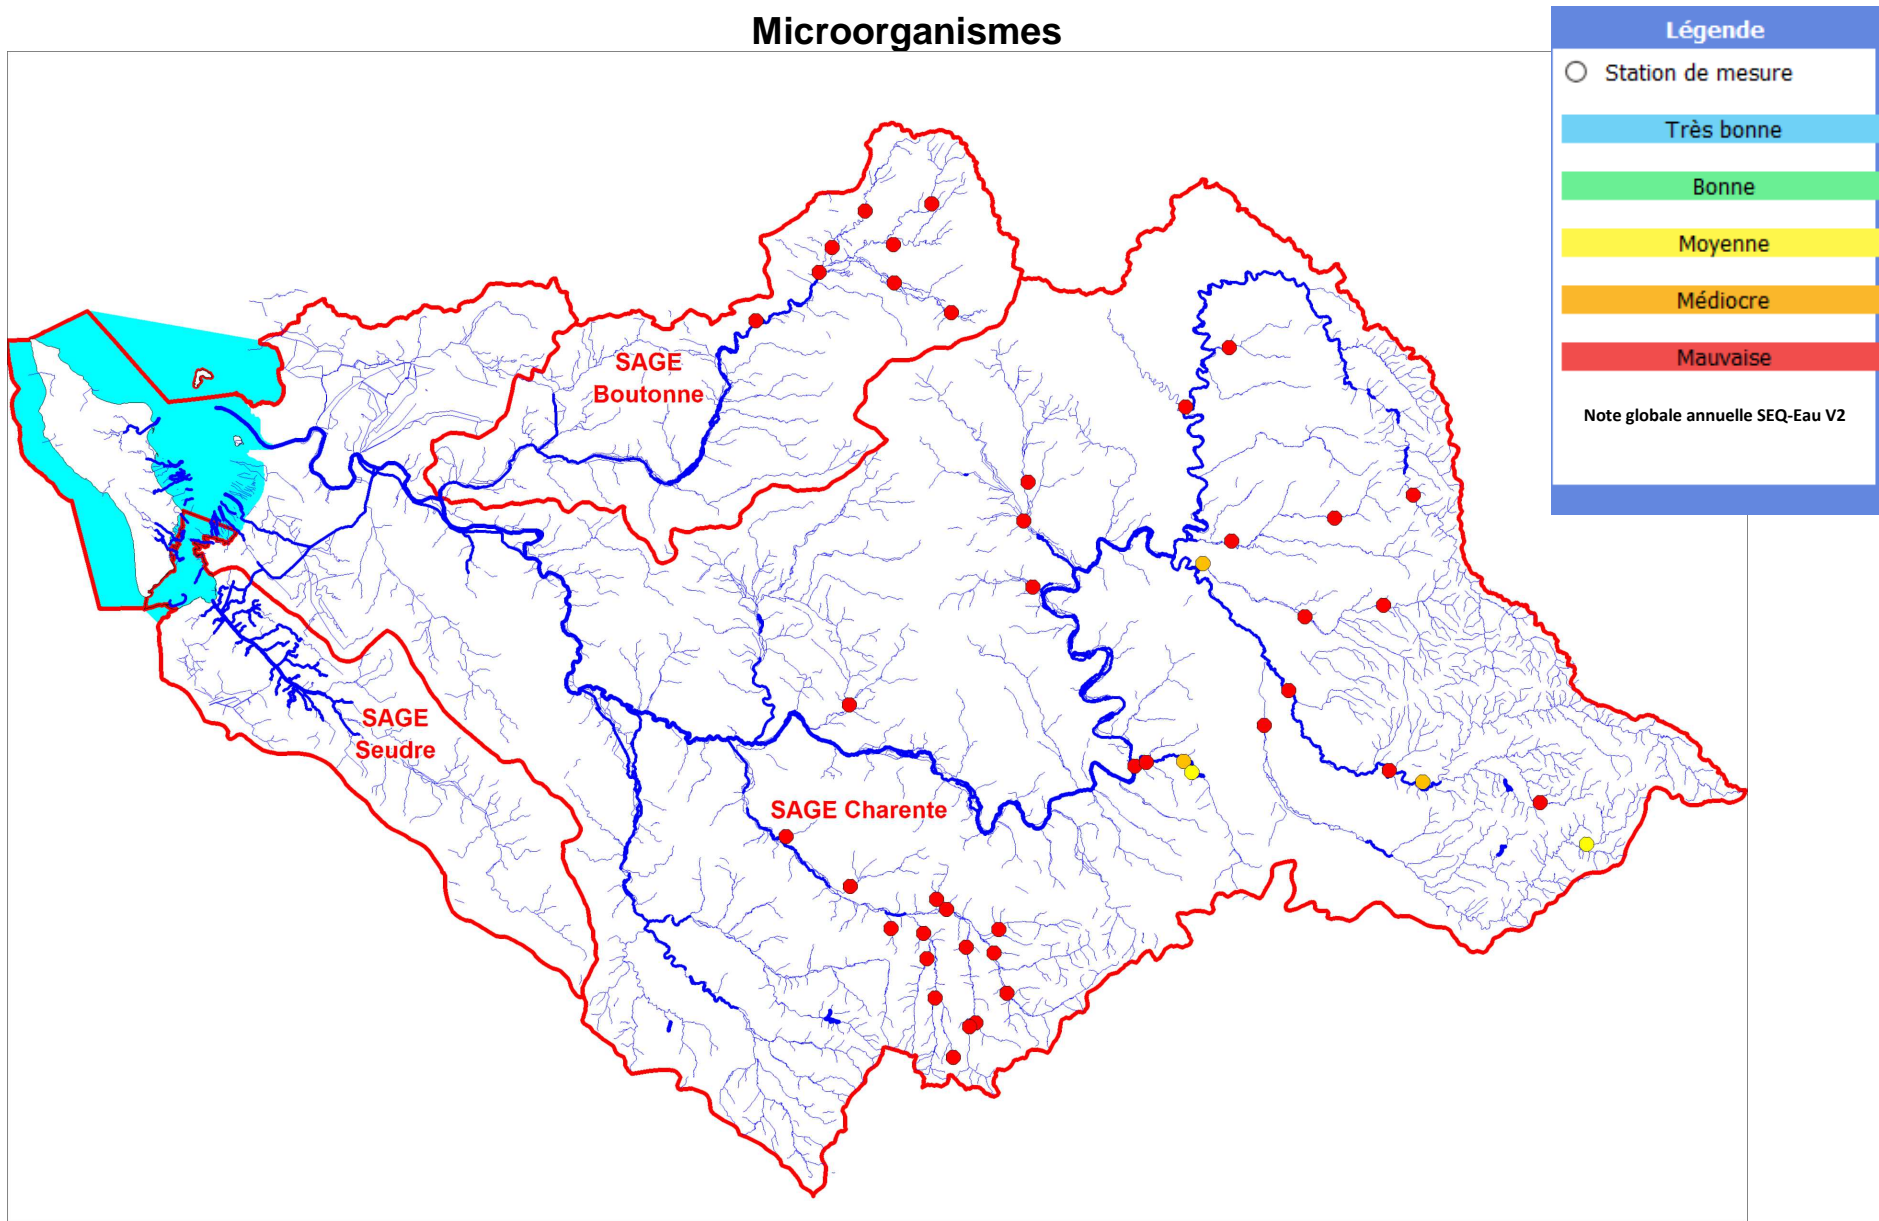 Microorganismes
Légende
Station de mesure
Très bonne
Bonne
Moyenne
Médiocre
Mauvaise
Note globale annuelle SEQ-Eau V2
SAGE
Boutonne
SAGE
Seudre
SAGE Charente